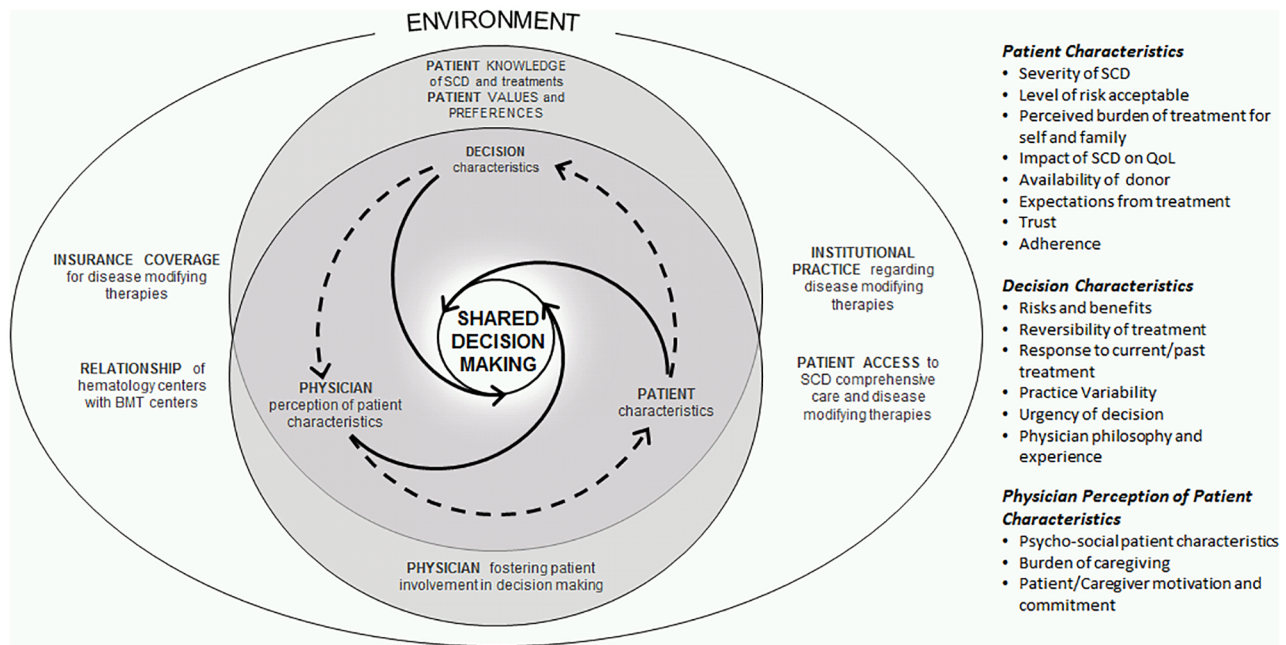 ENVIRONMENT
PATIENT KNOWLEDGE
of SCD and treatments
PATIENT VALUES and
PREFERENCES
DECISION
characteristics
INSURANCE COVERAGE
for disease modifying
therapies
RELATIONSHIP of
hematology centers
with BMT centers
SHARED
DECISION
MAKING
PHYSICIAN
perception of patient
characteristics
PATIENT
characteristics
INSTITUTIONAL
PRACTICE regarding
disease modifying
therapies
PATIENT ACCESS to
SCD comprehensive
care and disease
modifying therapies
PHYSICIAN fostering patient
involvement in decision making
Patient Characteristics
• Severity of SCD
• Level of risk acceptable
• Perceived burden of treatment for
self and family
• Impact of SCD on QoL
• Availability of donor
• Expectations from treatment
• Trust
• Adherence
Decision Characteristics
• Risks and benefits
• Reversibility of treatment
• Response to current/past
treatment
• Practice Variability
• Urgency of decision
• Physician philosophy and
experience
Physician Perception of Patient
Characteristics
• Psycho-social patient characteristics
• Burden of caregiving
• Patient/Caregiver motivation and
commitment